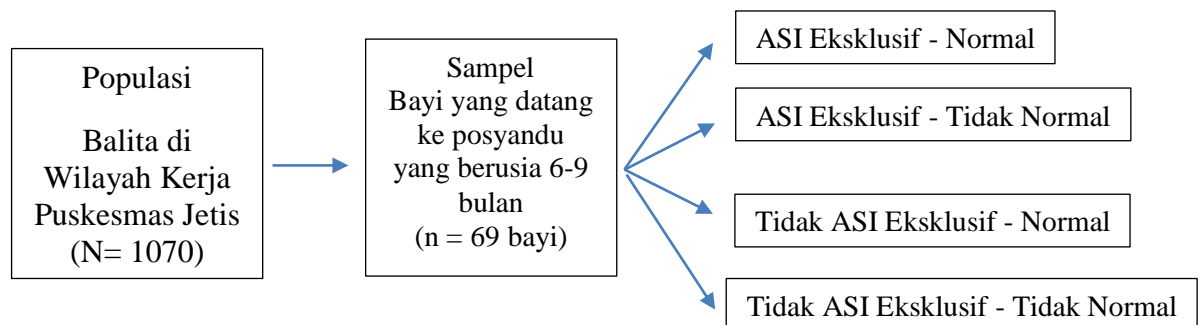 Populasi
Balita di
Wilayah Kerja
Puskesmas Jetis
(N= 1070)
Sampel
Bayi yang datang
ke posyandu
yang berusia 6-9
bulan
(n = 69 bayi)
ASI Eksklusif - Normal
ASI Eksklusif - Tidak Normal
Tidak ASI Eksklusif - Normal
Tidak ASI Eksklusif - Tidak Normal